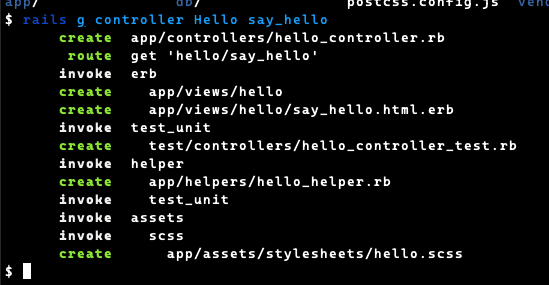 app/ db/ postcss.config.js vend
$ rails g controller Hello say_hello
create app/controllers/hello_controller.rb
route get 'hello/say_hello'
invoke erb
create app/views/hello
create app/views/hello/say_hello.html.erb
invoke test_unit
create test/controllers/hello_controller_test.rb
invoke helper
create app/helpers/hello_helper.rb
invoke test_unit
invoke assets
invoke scss
create app/assets/stylesheets/hello.scss
$